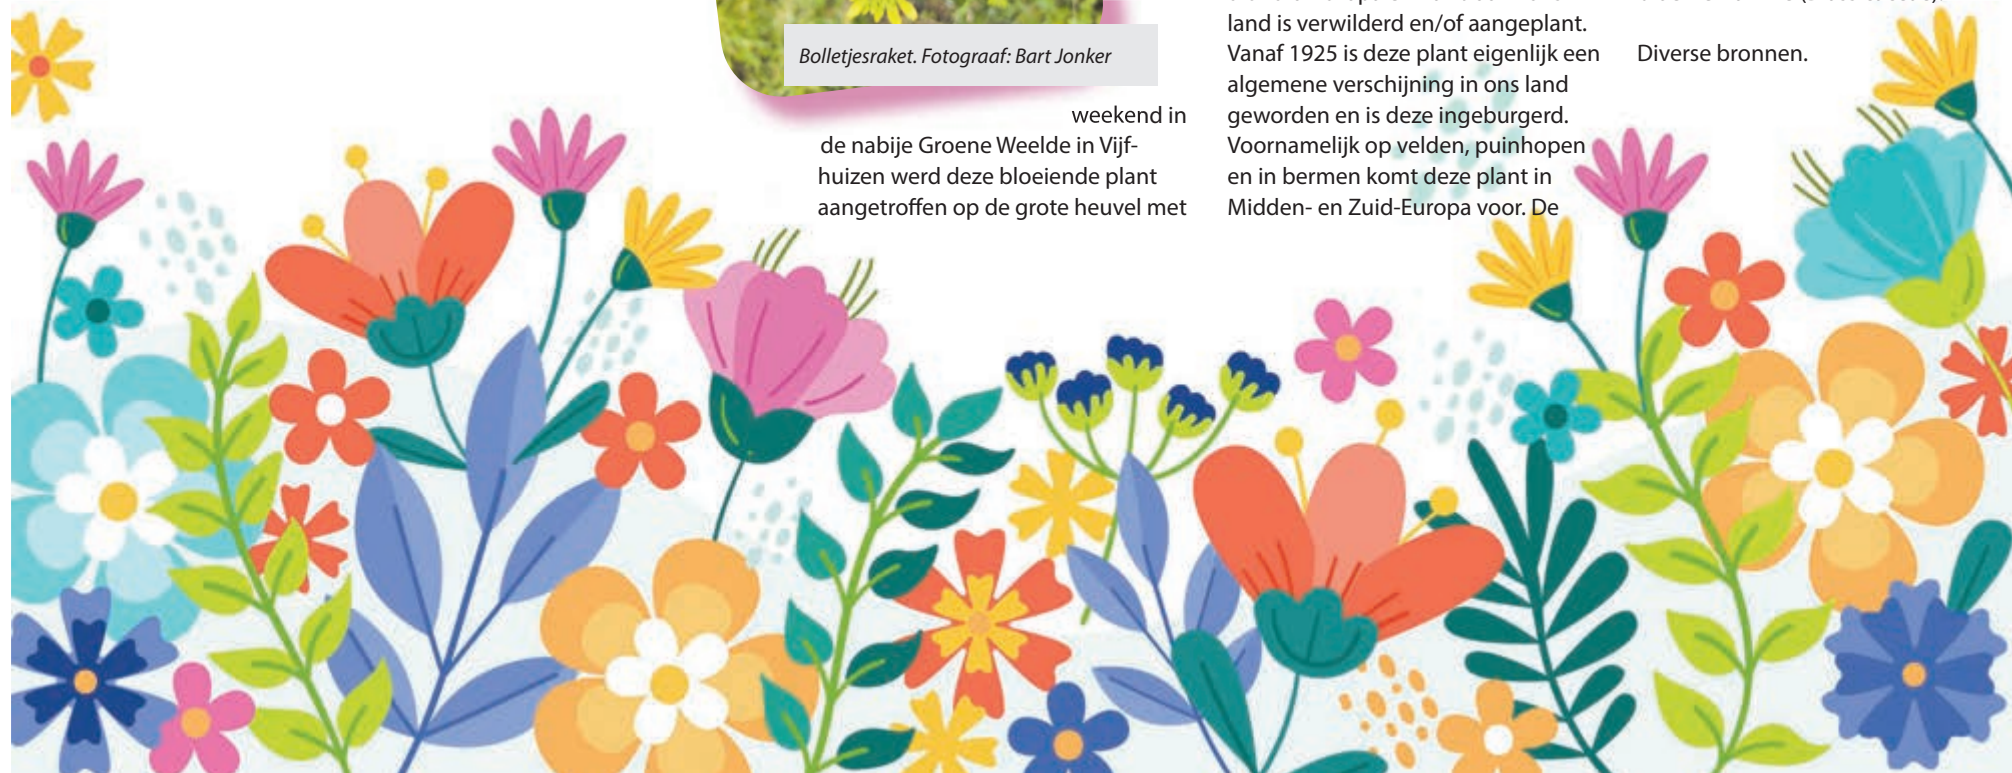 Bolletjesraket. Fotograaf: Bart Jonker
weekend in
de nabije Groene Weelde in Vijf-
huizen werd deze bloeiende plant
aangetroffen op de grote heuvel met
land is verwilderd en/of aangeplant.
Vanaf 1925 is deze plant eigenlijk een
algemene verschijning in ons land
geworden en is deze ingeburgerd.
Voornamelijk op velden, puinhopen
en in bermen komt deze plant in
Midden- en Zuid-Europa voor. De
Diverse bronnen.